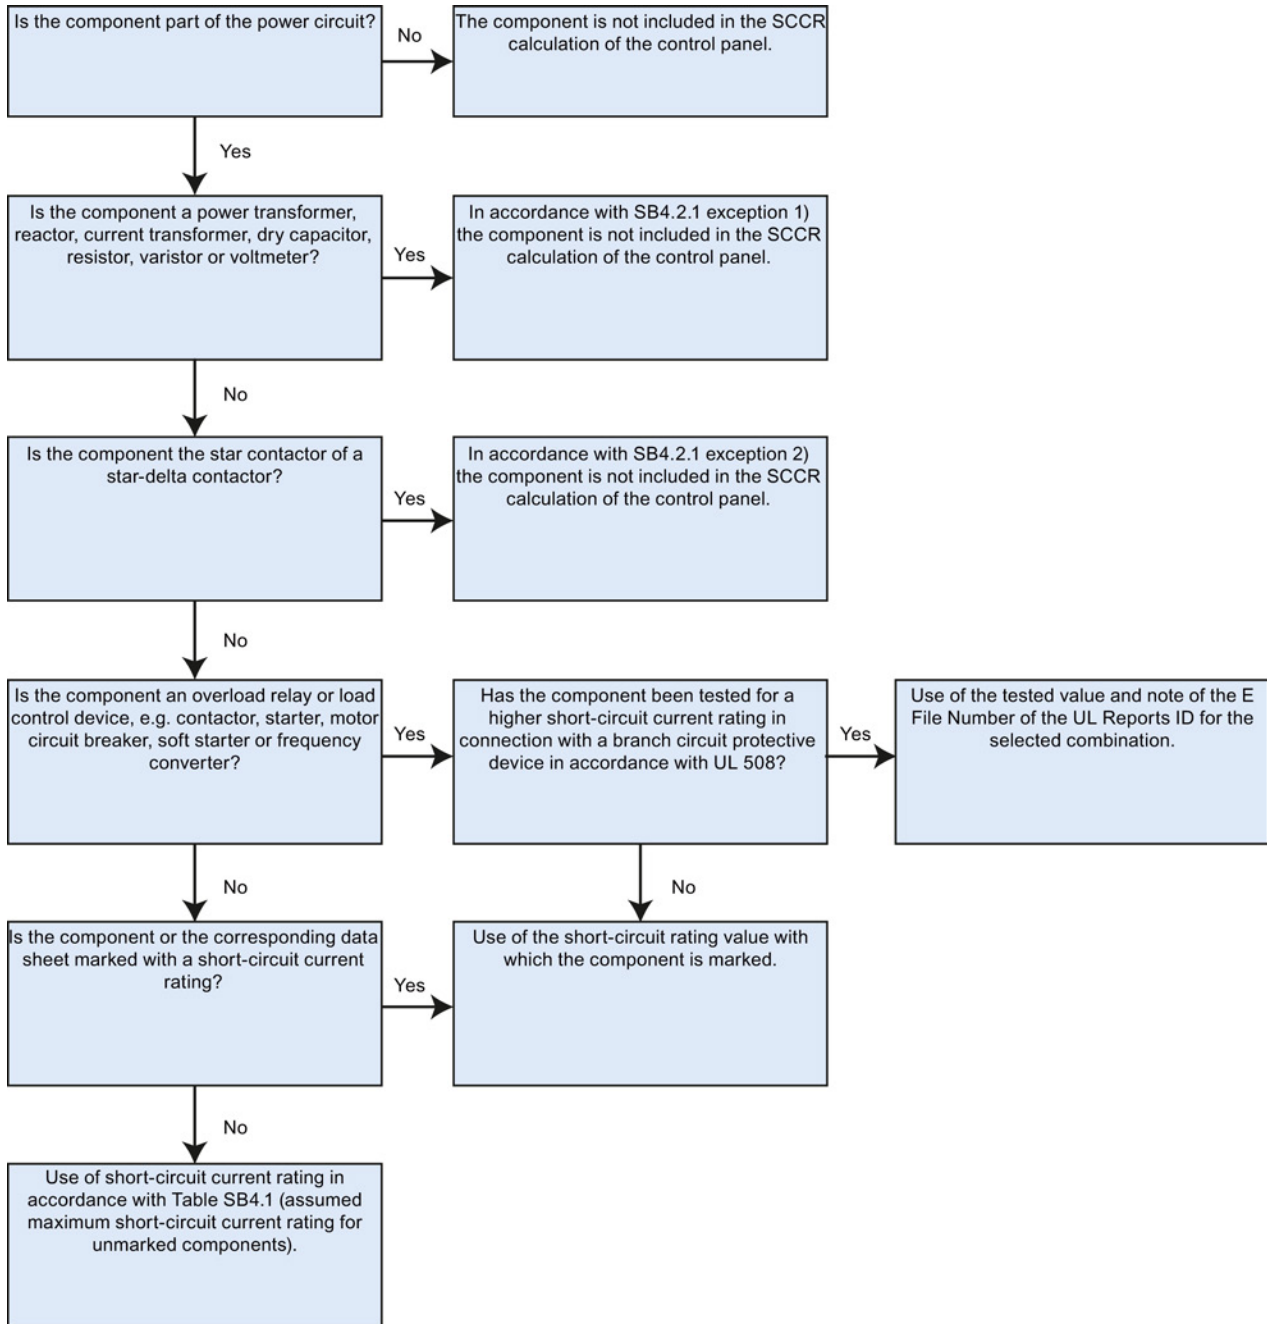 Is the component part of the power circuit?
No
The component is not included in the SCCR
calculation of the control panel.
Yes
Is the component a power transformer,
reactor, current transformer, dry capacitor,
resistor, varistor or voltmeter?
Yes
In accordance with SB4.2.1 exception 1)
the component is not included in the SCCR
calculation of the control panel.
No
Is the component the star contactor of a
star-delta contactor?
Yes
In accordance with SB4.2.1 exception 2)
the component is not included in the SCCR
calculation of the control panel.
No
Is the component an overload relay or load
control device, e.g. contactor, starter, motor
circuit breaker, soft starter or frequency
converter?
Yes
Has the component been tested for a
higher short-circuit current rating in
connection with a branch circuit protective
device in accordance with UL 508?
Yes
Use of the tested value and note of the E
File Number of the UL Reports ID for the
selected combination.
No
No
Is the component or the corresponding data
sheet marked with a short-circuit current
rating?
Yes
Use of the short-circuit rating value with
which the component is marked.
No
Use of short-circuit current rating in
accordance with Table SB4.1 (assumed
maximum short-circuit current rating for
unmarked components).